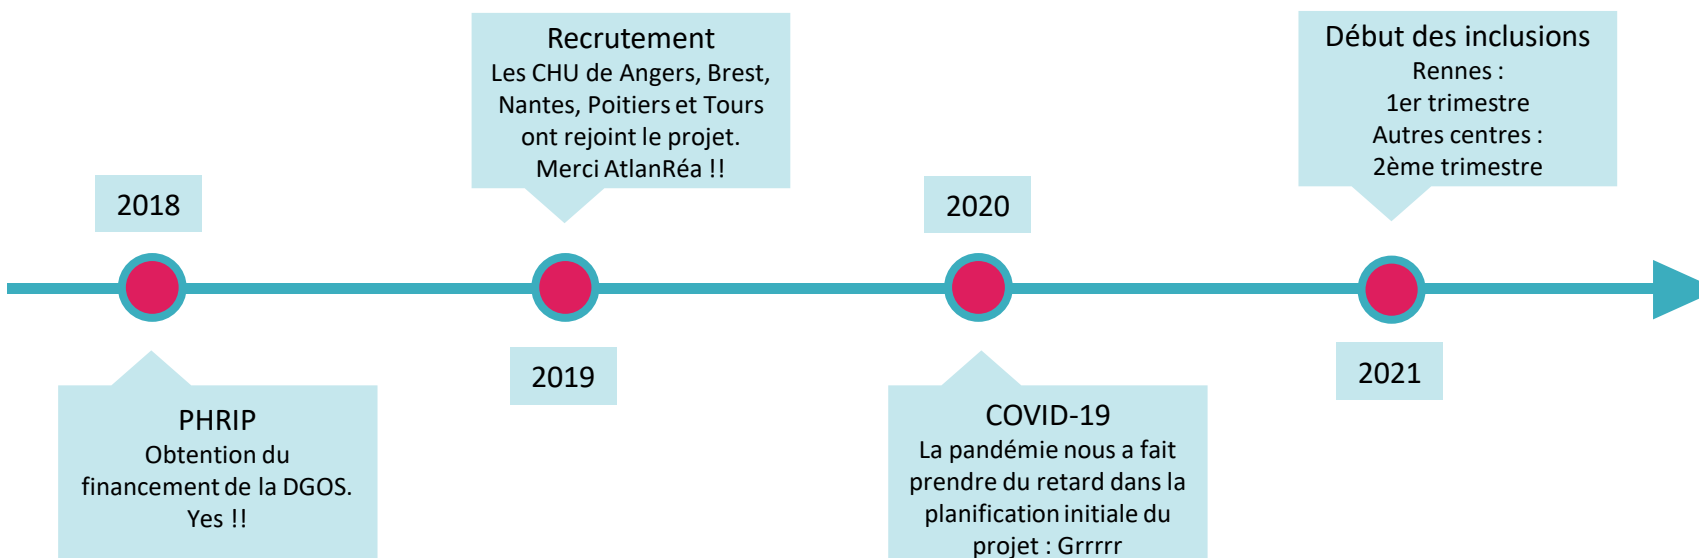 2018
PHRIP
Obtention du
financement de la DGOS.
Yes !!
Recrutement
Les CHU de Angers, Brest,
Nantes, Poitiers et Tours
ont rejoint le projet.
Merci AtlanRéa !!
2019
2020
COVID-19
La pandémie nous a fait
prendre du retard dans la
planification initiale du
projet : Grrrrr
Début des inclusions
Rennes :
1er trimestre
Autres centres :
2ème trimestre
2021